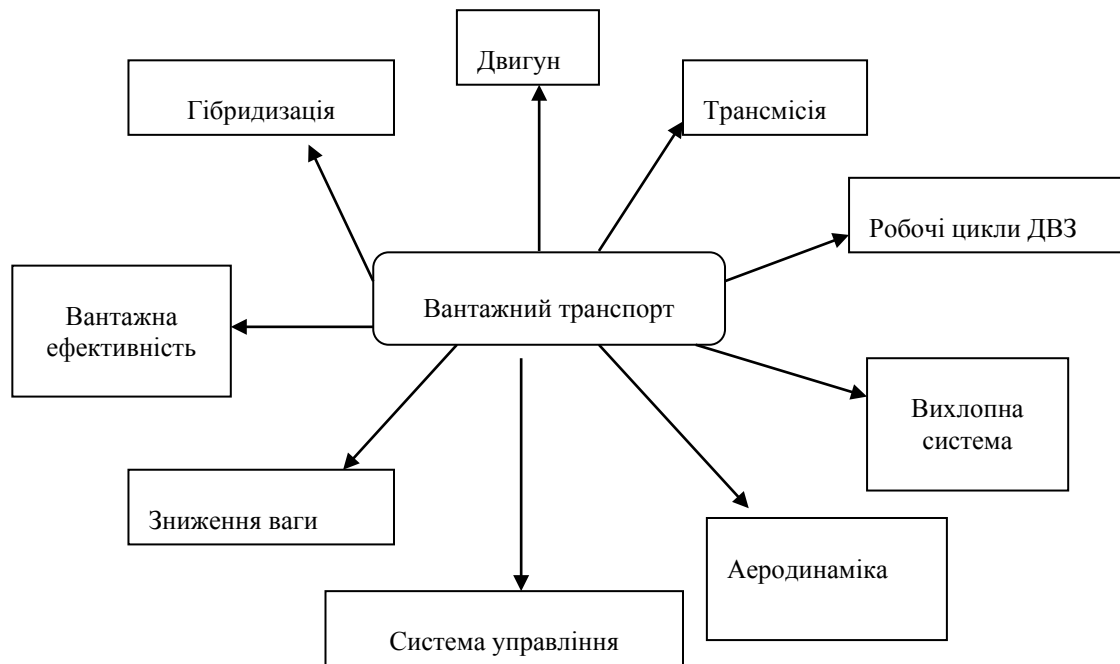 Двигун
Гібридизація
Трансмісія
Робочі цикли ДВЗ
Вантажний транспорт
Вантажна
ефективність
Вихлопна
система
Зниження ваги
Аеродинаміка
Система управління